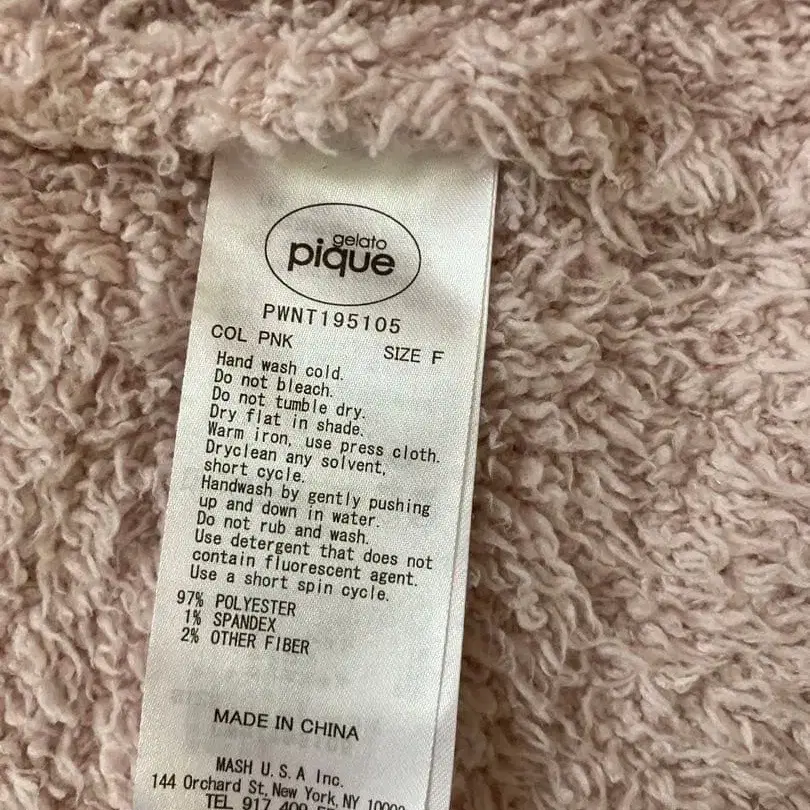 gelato
pique
PWNT195105
COL PNK SIZE F
Hand wash cold.
Do not bleach.
Do not tumble dry.
Dry flat in shade.
Warm iron, use press cloth.
Dryclean any solvent,
short cycle.
Handwash by gently pushing
up and down in water.
Do not rub and wash.
Use detergent that does not
contain fluorescent agent.
Use a short spin cycle.
97% POLYESTER
1% SPANDEX
2% OTHER FIBER
MADE IN CHINA
MASH U.S.A Inc.
144 Orchard St, New York, NY
TEL 917 409